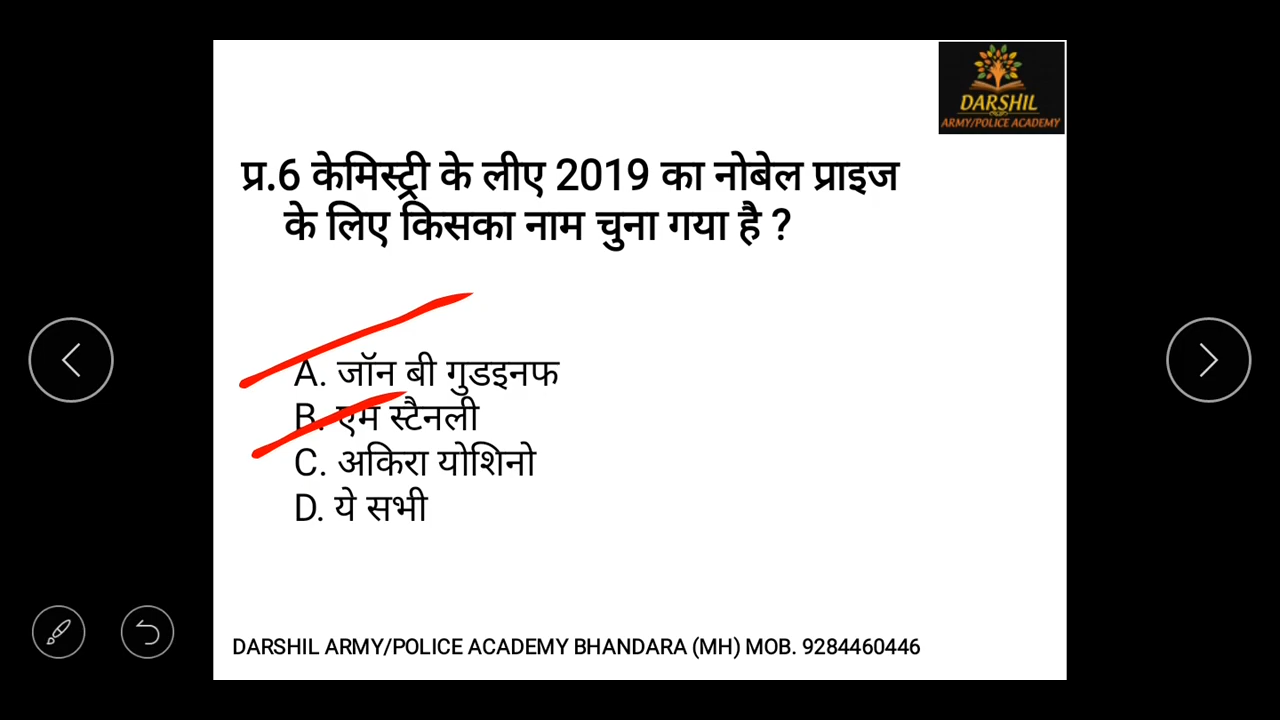 DARSHIL
ARMY/POLICE ACADEMY
प्र.6 केमिस्ट्री के लीए 2019 का नोबेल प्राइज
के लिए किसका नाम चुना गया है ?
A. जॉन बी गुडइनफ
B. एम स्टैनली
C. अकिरा योशिनो
D. ये सभी
DARSHIL ARMY/POLICE ACADEMY BHANDARA (MH) MOB. 9284460446